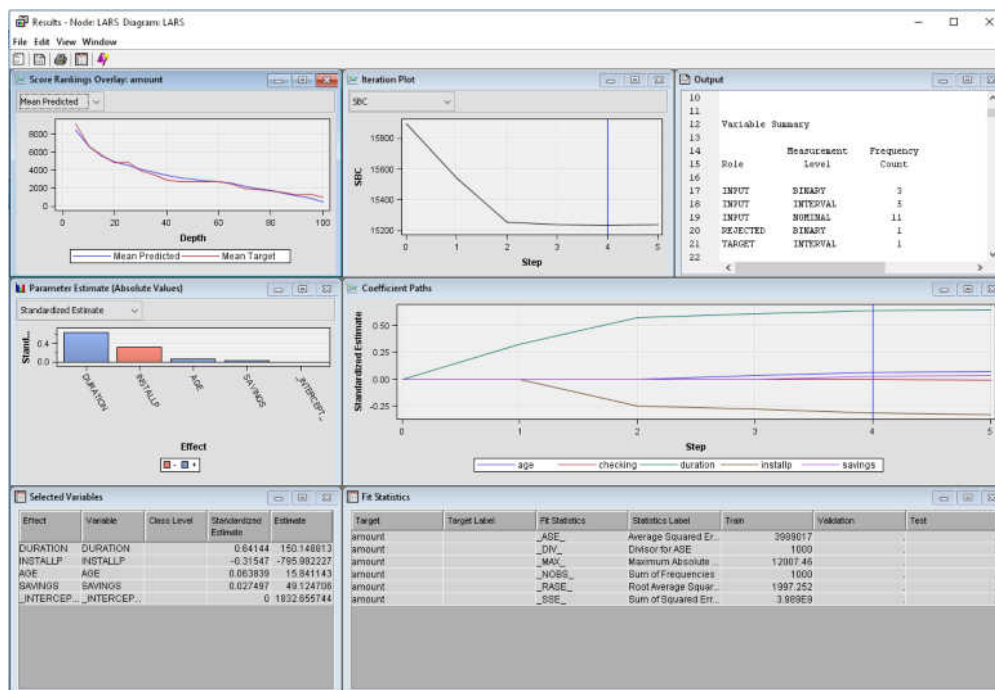 Results - Node: LARS Diagram: LARS
File Edit View Window
Score Rankings Overlay: amount
Mean Predicted
8000
6000
4000
2000
0
0 20 40 60 80 100
Depth
Mean Predicted Mean Target
Iteration Plot
SBC
SBC
15800
15600
15400
15200
0 1 2 3 4 5
Step
Output
10
11
12 Variable Summary
13
14 Measurement Frequency
15 Role Level Count
16
17 INPUT BINARY 3
18 INPUT INTERVAL 5
19 INPUT NOMINAL 11
20 REJECTED BINARY 1
21 TARGET INTERVAL 1
22
Parameter Estimate (Absolute Values)
Standardized Estimate
Stand...
0.4
0.0
DURATION INSTALLP AGE SAVINGS _INTERCEPT_
Effect
- +
Coefficient Paths
Standardized Estimate
0.50
0.25
0.00
-0.25
0 1 2 3 4 5
Step
age checking duration installp savings
Selected Variables
Effect Variable Class Level Standardized Estimate Estimate
DURATION DURATION 0.64144 150.148813
INSTALLP INSTALLP -0.31547 -795.992227
AGE AGE 0.063839 15.841143
SAVINGS SAVINGS 0.027497 49.124706
_INTERCEP... _INTERCEP... 0 1832.655744
Fit Statistics
Target Target Label Fit Statistics Statistics Label Train Validation Test
amount _ASE_ Average Squared Er... 3989017 . .
amount _DIV_ Divisor for ASE 1000 . .
amount _MAX_ Maximum Absolute ... 12007.46 . .
amount _NOBS_ Sum of Frequencies 1000 . .
amount _RASE_ Root Average Squar... 1997.252 . .
amount _SSE_ Sum of Squared Err... 3.989E9 . .